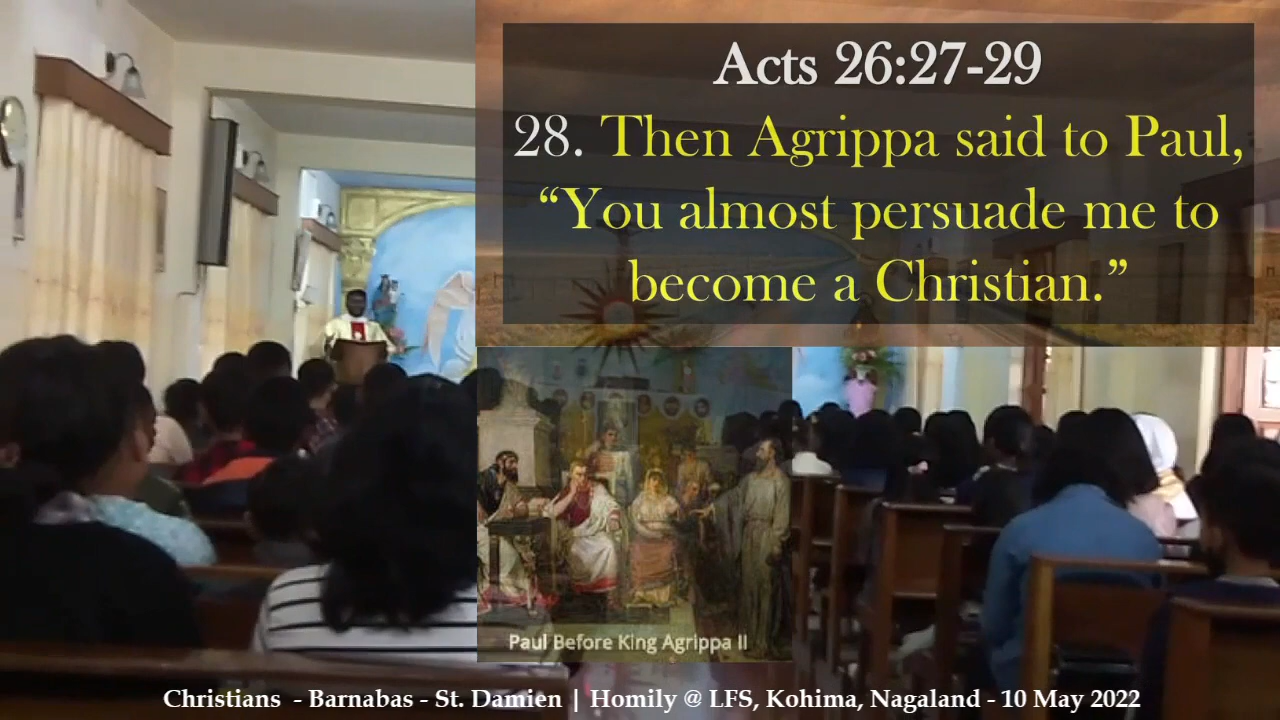 Acts 26:27-29
28. Then Agrippa said to Paul,
“You almost persuade me to
become a Christian.”
Paul Before King Agrippa II
Christians - Barnabas - St. Damien | Homily @ LFS, Kohima, Nagaland - 10 May 2022